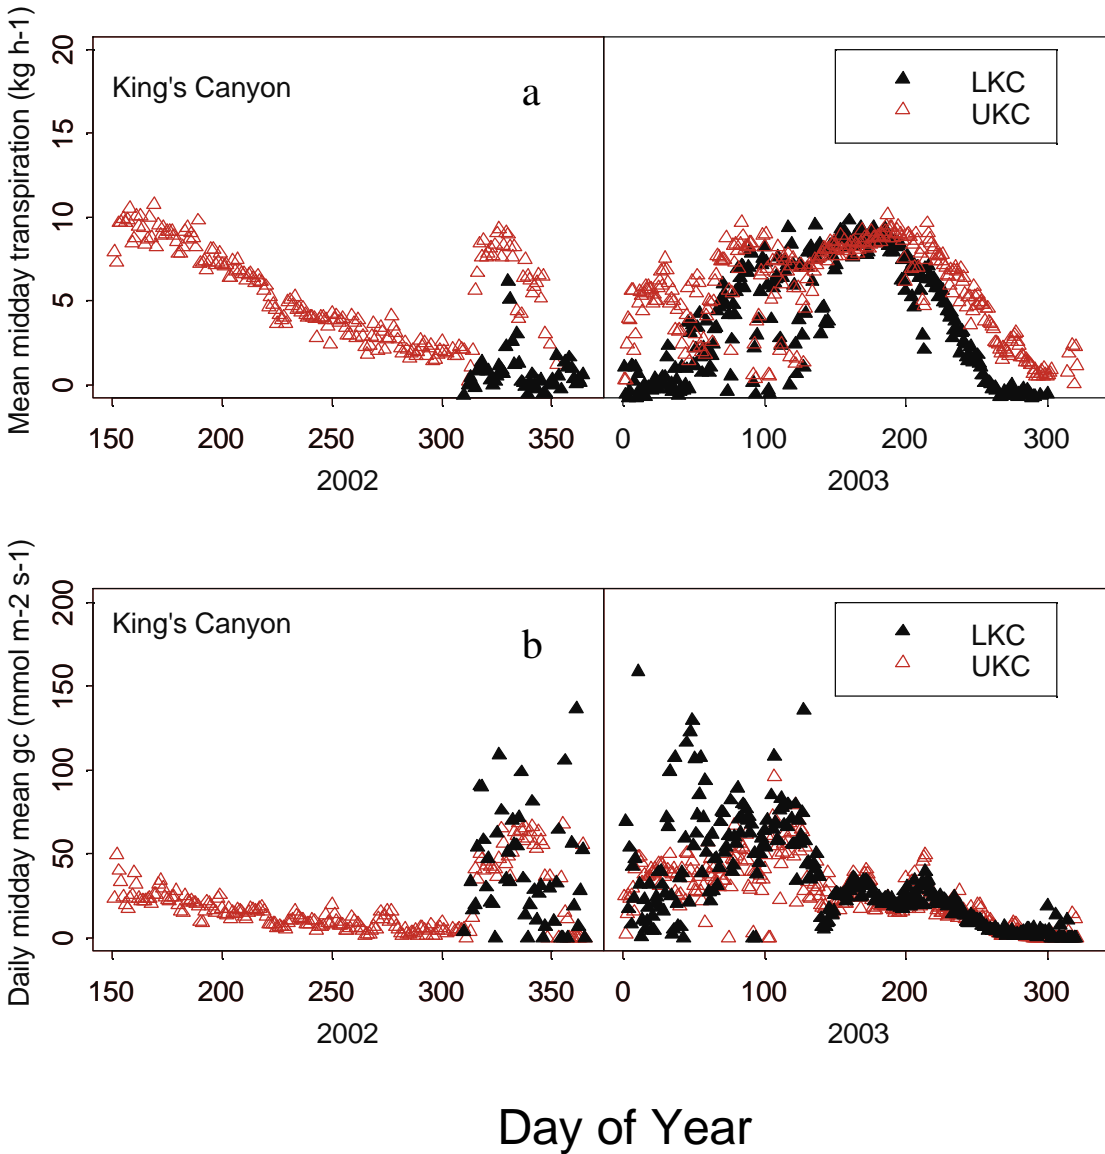 Mean midday transpiration (kg h-1)
20
15
10
5
0
King's Canyon
a
LKC
UKC
150
200
250
300
350
0
100
200
300
2002
2003
Daily midday mean gc (mmol m-2 s-1)
200
150
100
50
0
King's Canyon
b
LKC
UKC
150
200
250
300
350
0
100
200
300
2002
2003
Day of Year